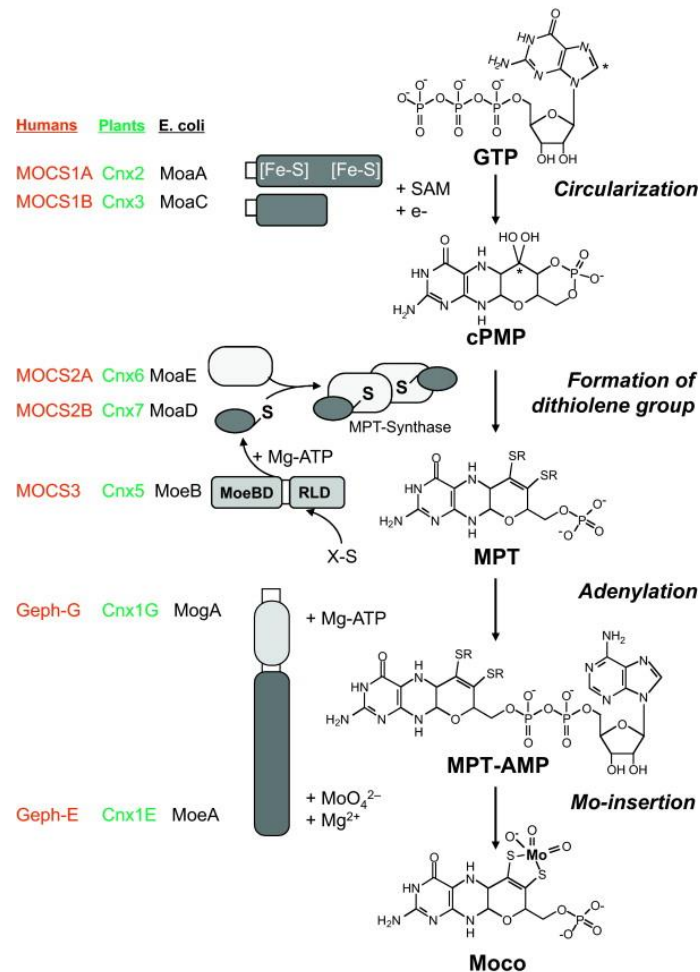 GTP
Humans Plants E. coli
MOCS1A Cnx2 MoaA [Fe-S] [Fe-S] + SAM
MOCS1B Cnx3 MoaC + e-
Circularization
cPMP
MOCS2A Cnx6 MoaE
MOCS2B Cnx7 MoaD S S S
MPT-Synthase
Formation of
dithiolene group
+ Mg-ATP
MOCS3 Cnx5 MoeB MoeBD RLD
X-S
MPT
Adenylation
Geph-G Cnx1G MogA + Mg-ATP
MPT-AMP
Mo-insertion
Geph-E Cnx1E MoeA + MoO₄²⁻
+ Mg²⁺
Moco